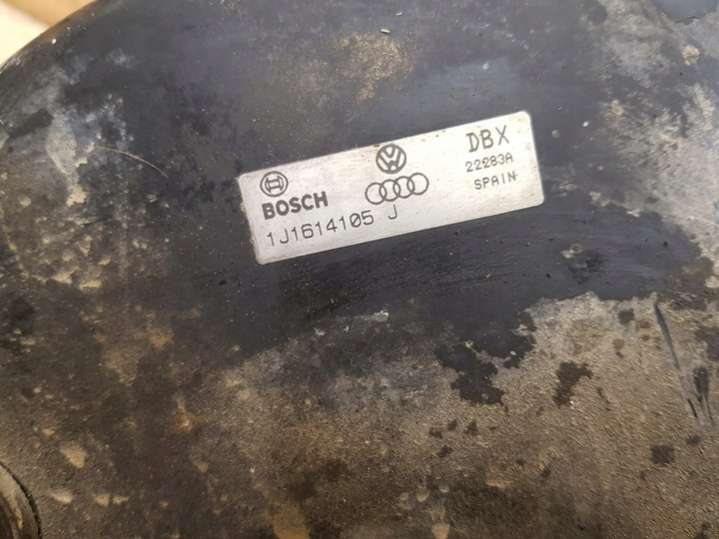 BOSCH
1J1614105 J
DBX
22283A
SPAIN